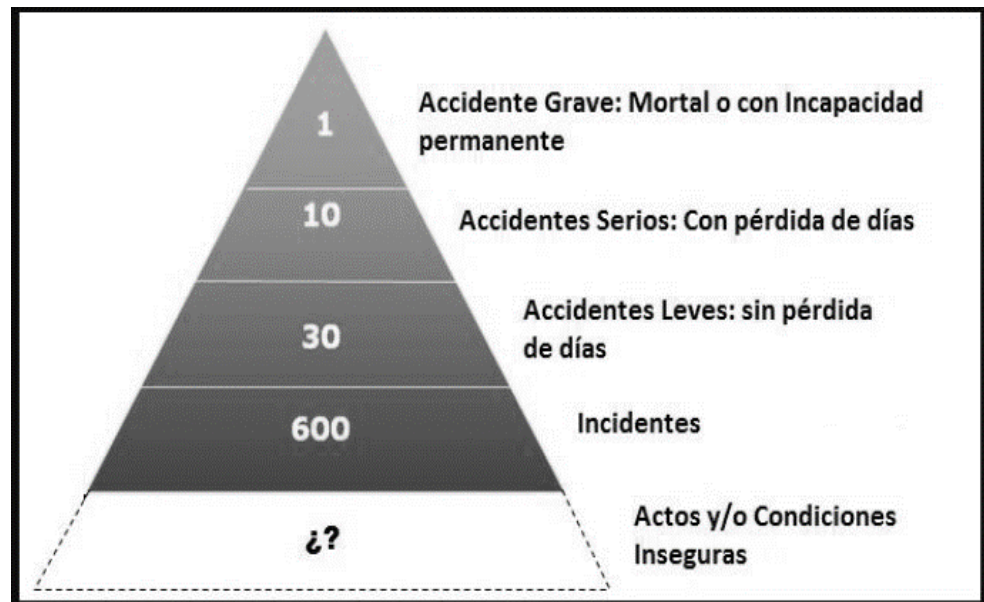 1
Accidente Grave: Mortal o con Incapacidad
permanente
10
Accidentes Serios: Con pérdida de días
30
Accidentes Leves: sin pérdida
de días
600
Incidentes
¿?
Actos y/o Condiciones
Inseguras